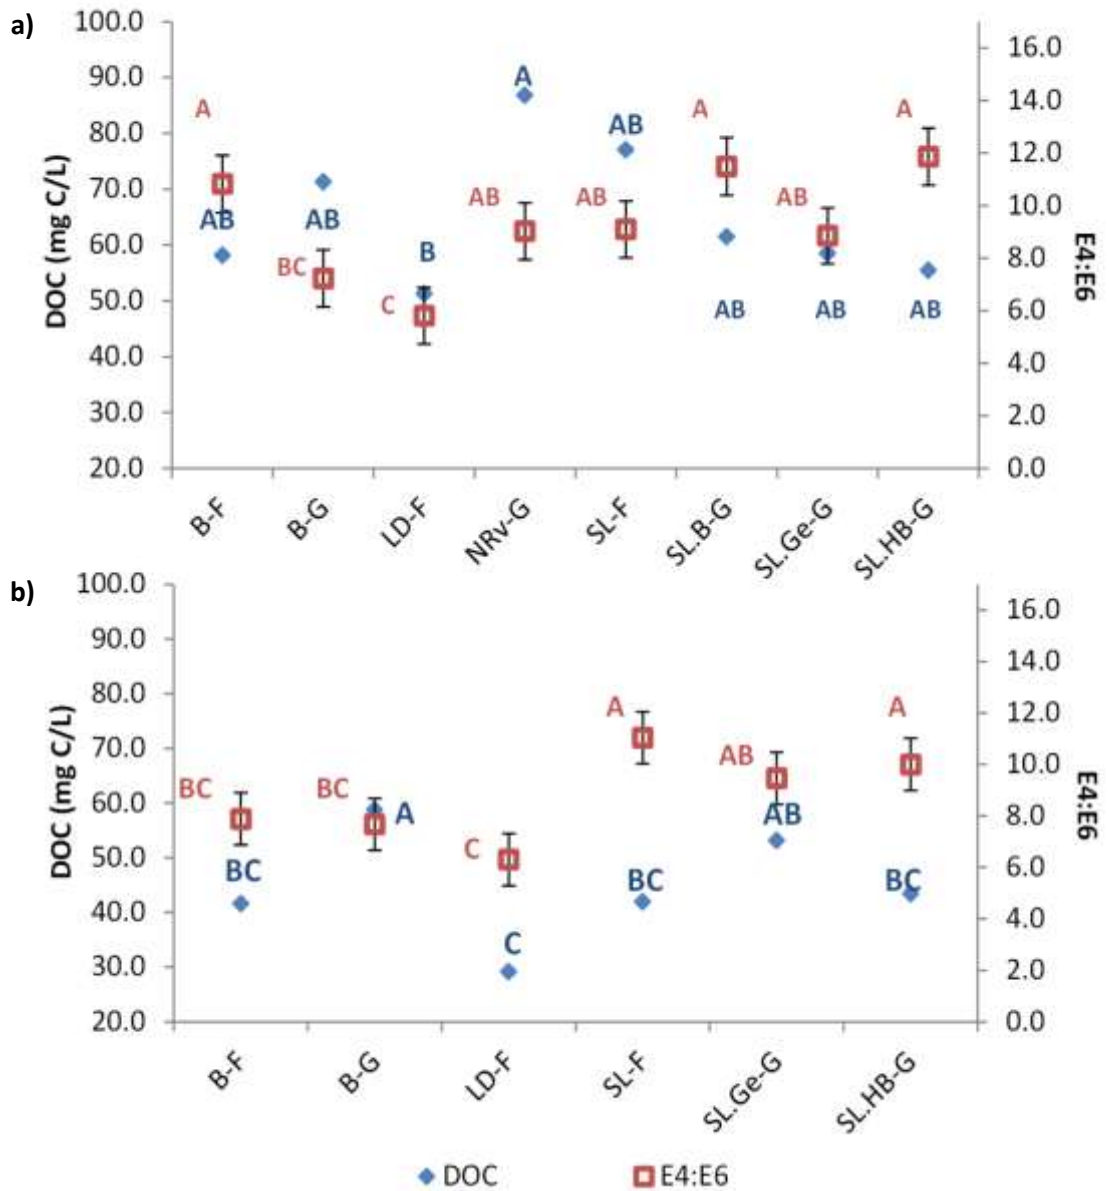 a)
100.0
90.0
80.0
70.0
60.0
50.0
40.0
30.0
20.0
DOC (mg C/L)
16.0
14.0
12.0
10.0
8.0
6.0
4.0
2.0
0.0
E4:E6
A
BC
C
AB
AB
A
AB
A
AB
AB
B
A
AB
AB
AB
AB
B-F
B-G
LD-F
NRv-G
SL-F
SL.B-G
SL.Ge-G
SL.HB-G
b)
100.0
90.0
80.0
70.0
60.0
50.0
40.0
30.0
20.0
DOC (mg C/L)
16.0
14.0
12.0
10.0
8.0
6.0
4.0
2.0
0.0
E4:E6
BC
BC
C
A
AB
A
BC
A
C
BC
AB
BC
B-F
B-G
LD-F
SL-F
SL.Ge-G
SL.HB-G
DOC
E4:E6